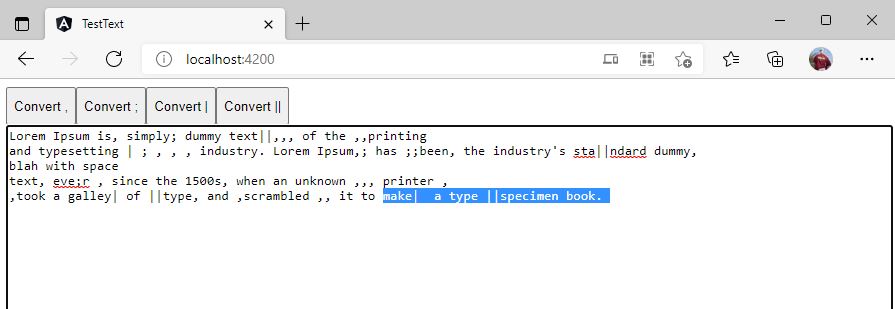 TestText
localhost:4200
Convert , Convert ; Convert | Convert ||
Lorem Ipsum is, simply; dummy text||,,, of the ,,printing
and typesetting | ; , , , industry. Lorem Ipsum,; has ;;been, the industry's sta||ndard dummy,
blah with space
text, eve;r , since the 1500s, when an unknown ,,, printer ,
,took a galley| of ||type, and ,scrambled ,, it to make|  a type ||specimen book.